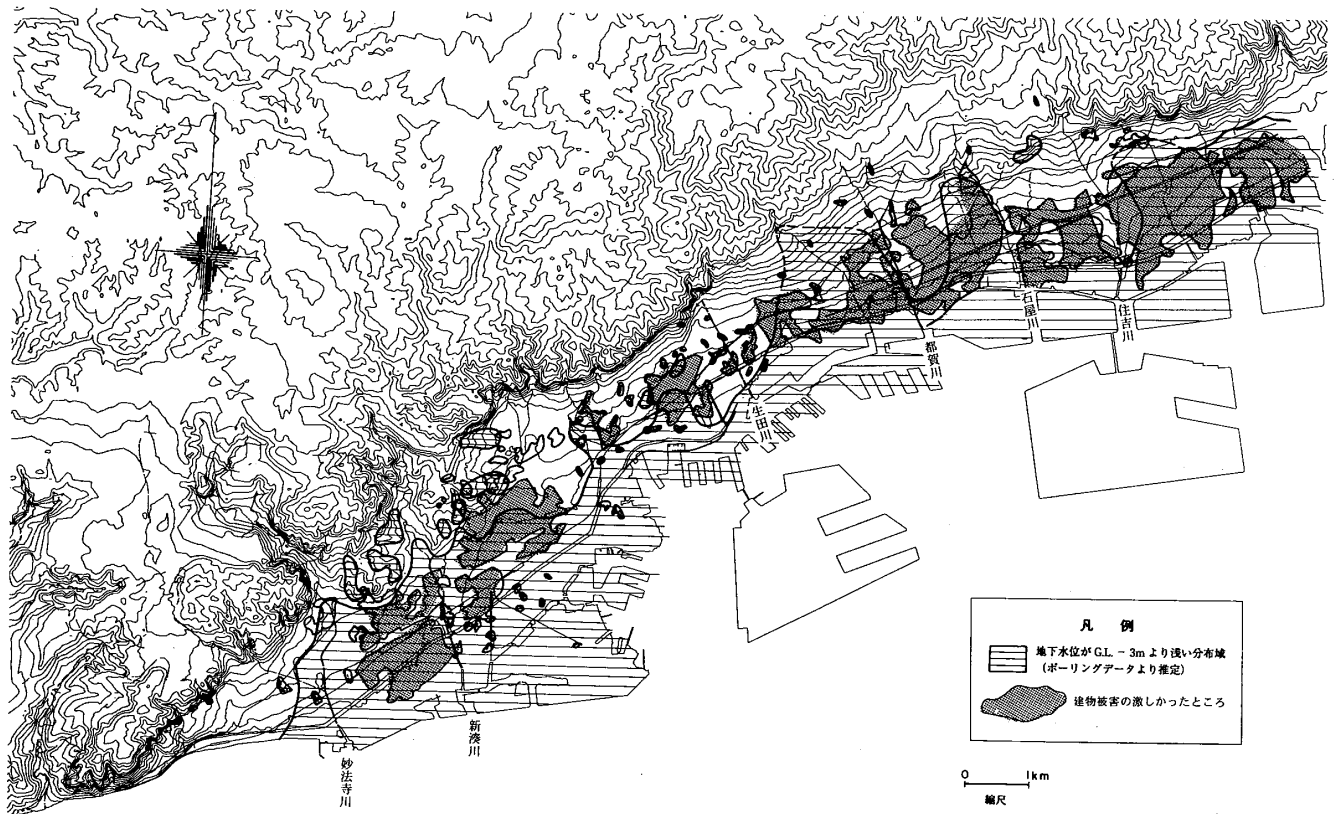 石屋川
住吉川
都賀川
生田川
新湊川
妙法寺川
凡 例
地下水位が G.L. - 3m より浅い分布域
(ボーリングデータより推定)
建物被害の激しかったところ
0 1km
縮尺